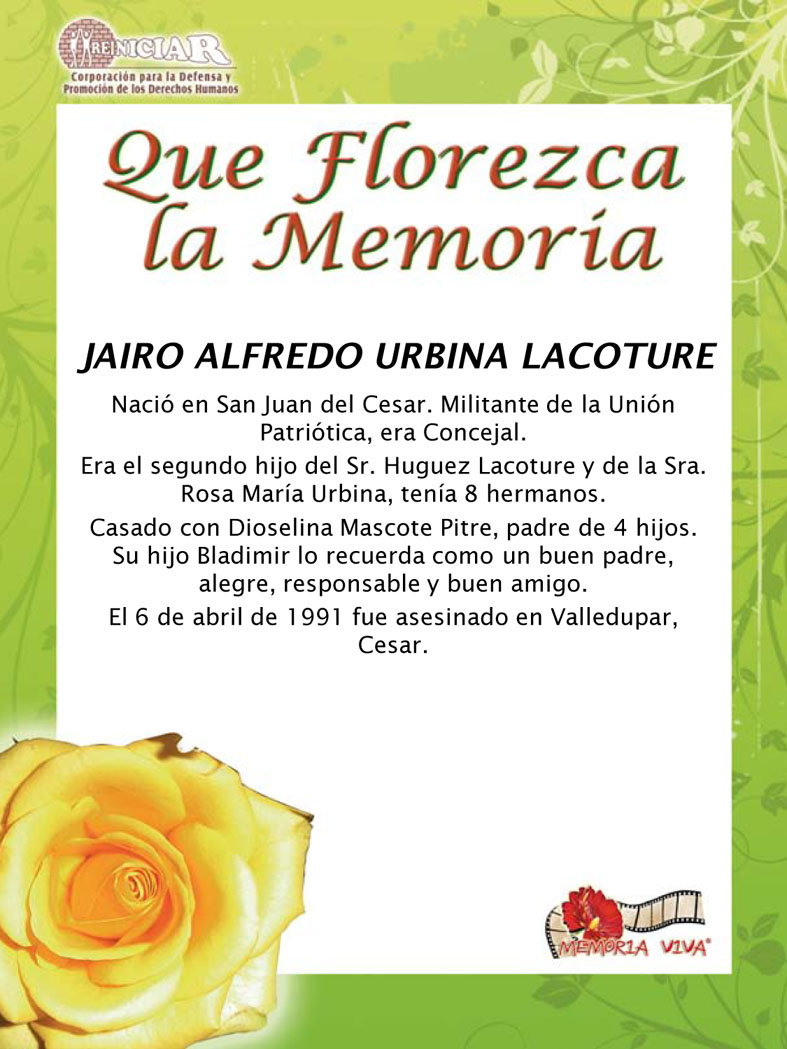 REINICIAR
Corporación para la Defensa y
Promoción de los Derechos Humanos
Que Florezca
la Memoria
JAIRO ALFREDO URBINA LACOTURE
Nació en San Juan del Cesar. Militante de la Unión
Patriótica, era Concejal.
Era el segundo hijo del Sr. Huguez Lacoture y de la Sra.
Rosa María Urbina, tenía 8 hermanos.
Casado con Dioselina Mascote Pitre, padre de 4 hijos.
Su hijo Bladimir lo recuerda como un buen padre,
alegre, responsable y buen amigo.
El 6 de abril de 1991 fue asesinado en Valledupar,
Cesar.
MEMORIA VIVA®